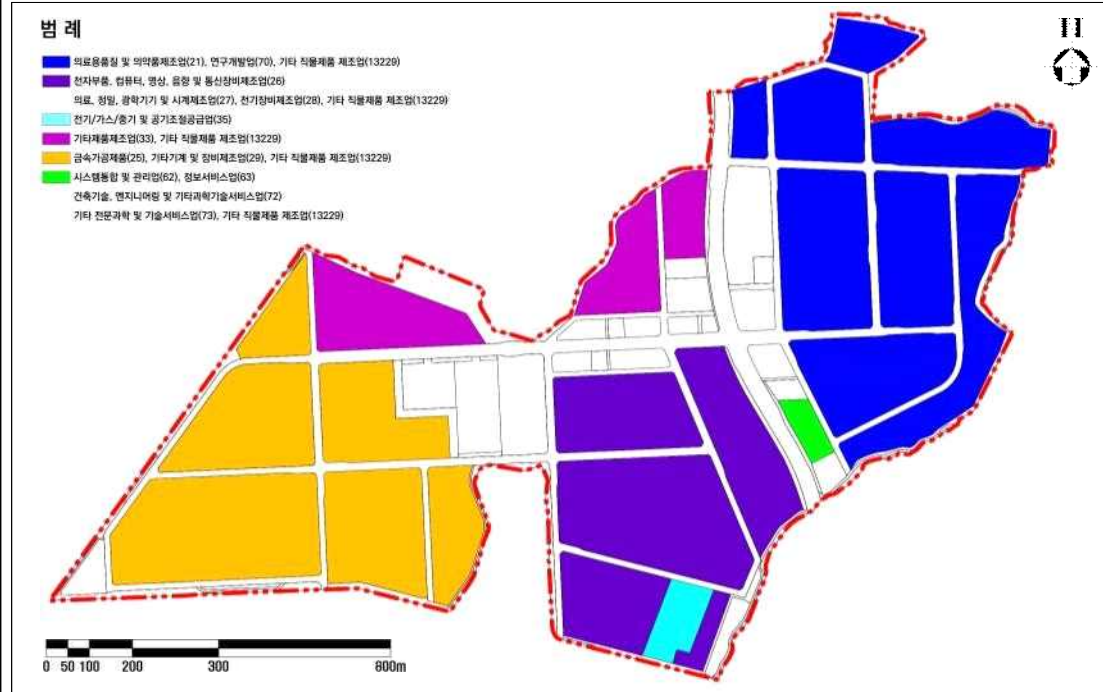 범 례
의료용품질 및 의약품제조업(21), 연구개발업(70), 기타 직물제품 제조업(13229)
전자부품, 컴퓨터, 영상, 음향 및 통신장비제조업(26)
의료, 정밀, 광학기기 및 시계제조업(27), 전기장비제조업(28), 기타 직물제품 제조업(13229)
전기/가스/중기 및 공기조절공급업(35)
기타제품제조업(33), 기타 직물제품 제조업(13229)
금속가공제품(25), 기타기계 및 장비제조업(29), 기타 직물제품 제조업(13229)
시스템통합 및 관리업(62), 정보서비스업(63)
건축기술, 엔지니어링 및 기타과학기술서비스업(72)
기타 전문과학 및 기술서비스업(73), 기타 직물제품 제조업(13229)
0 50 100 200 300 800m